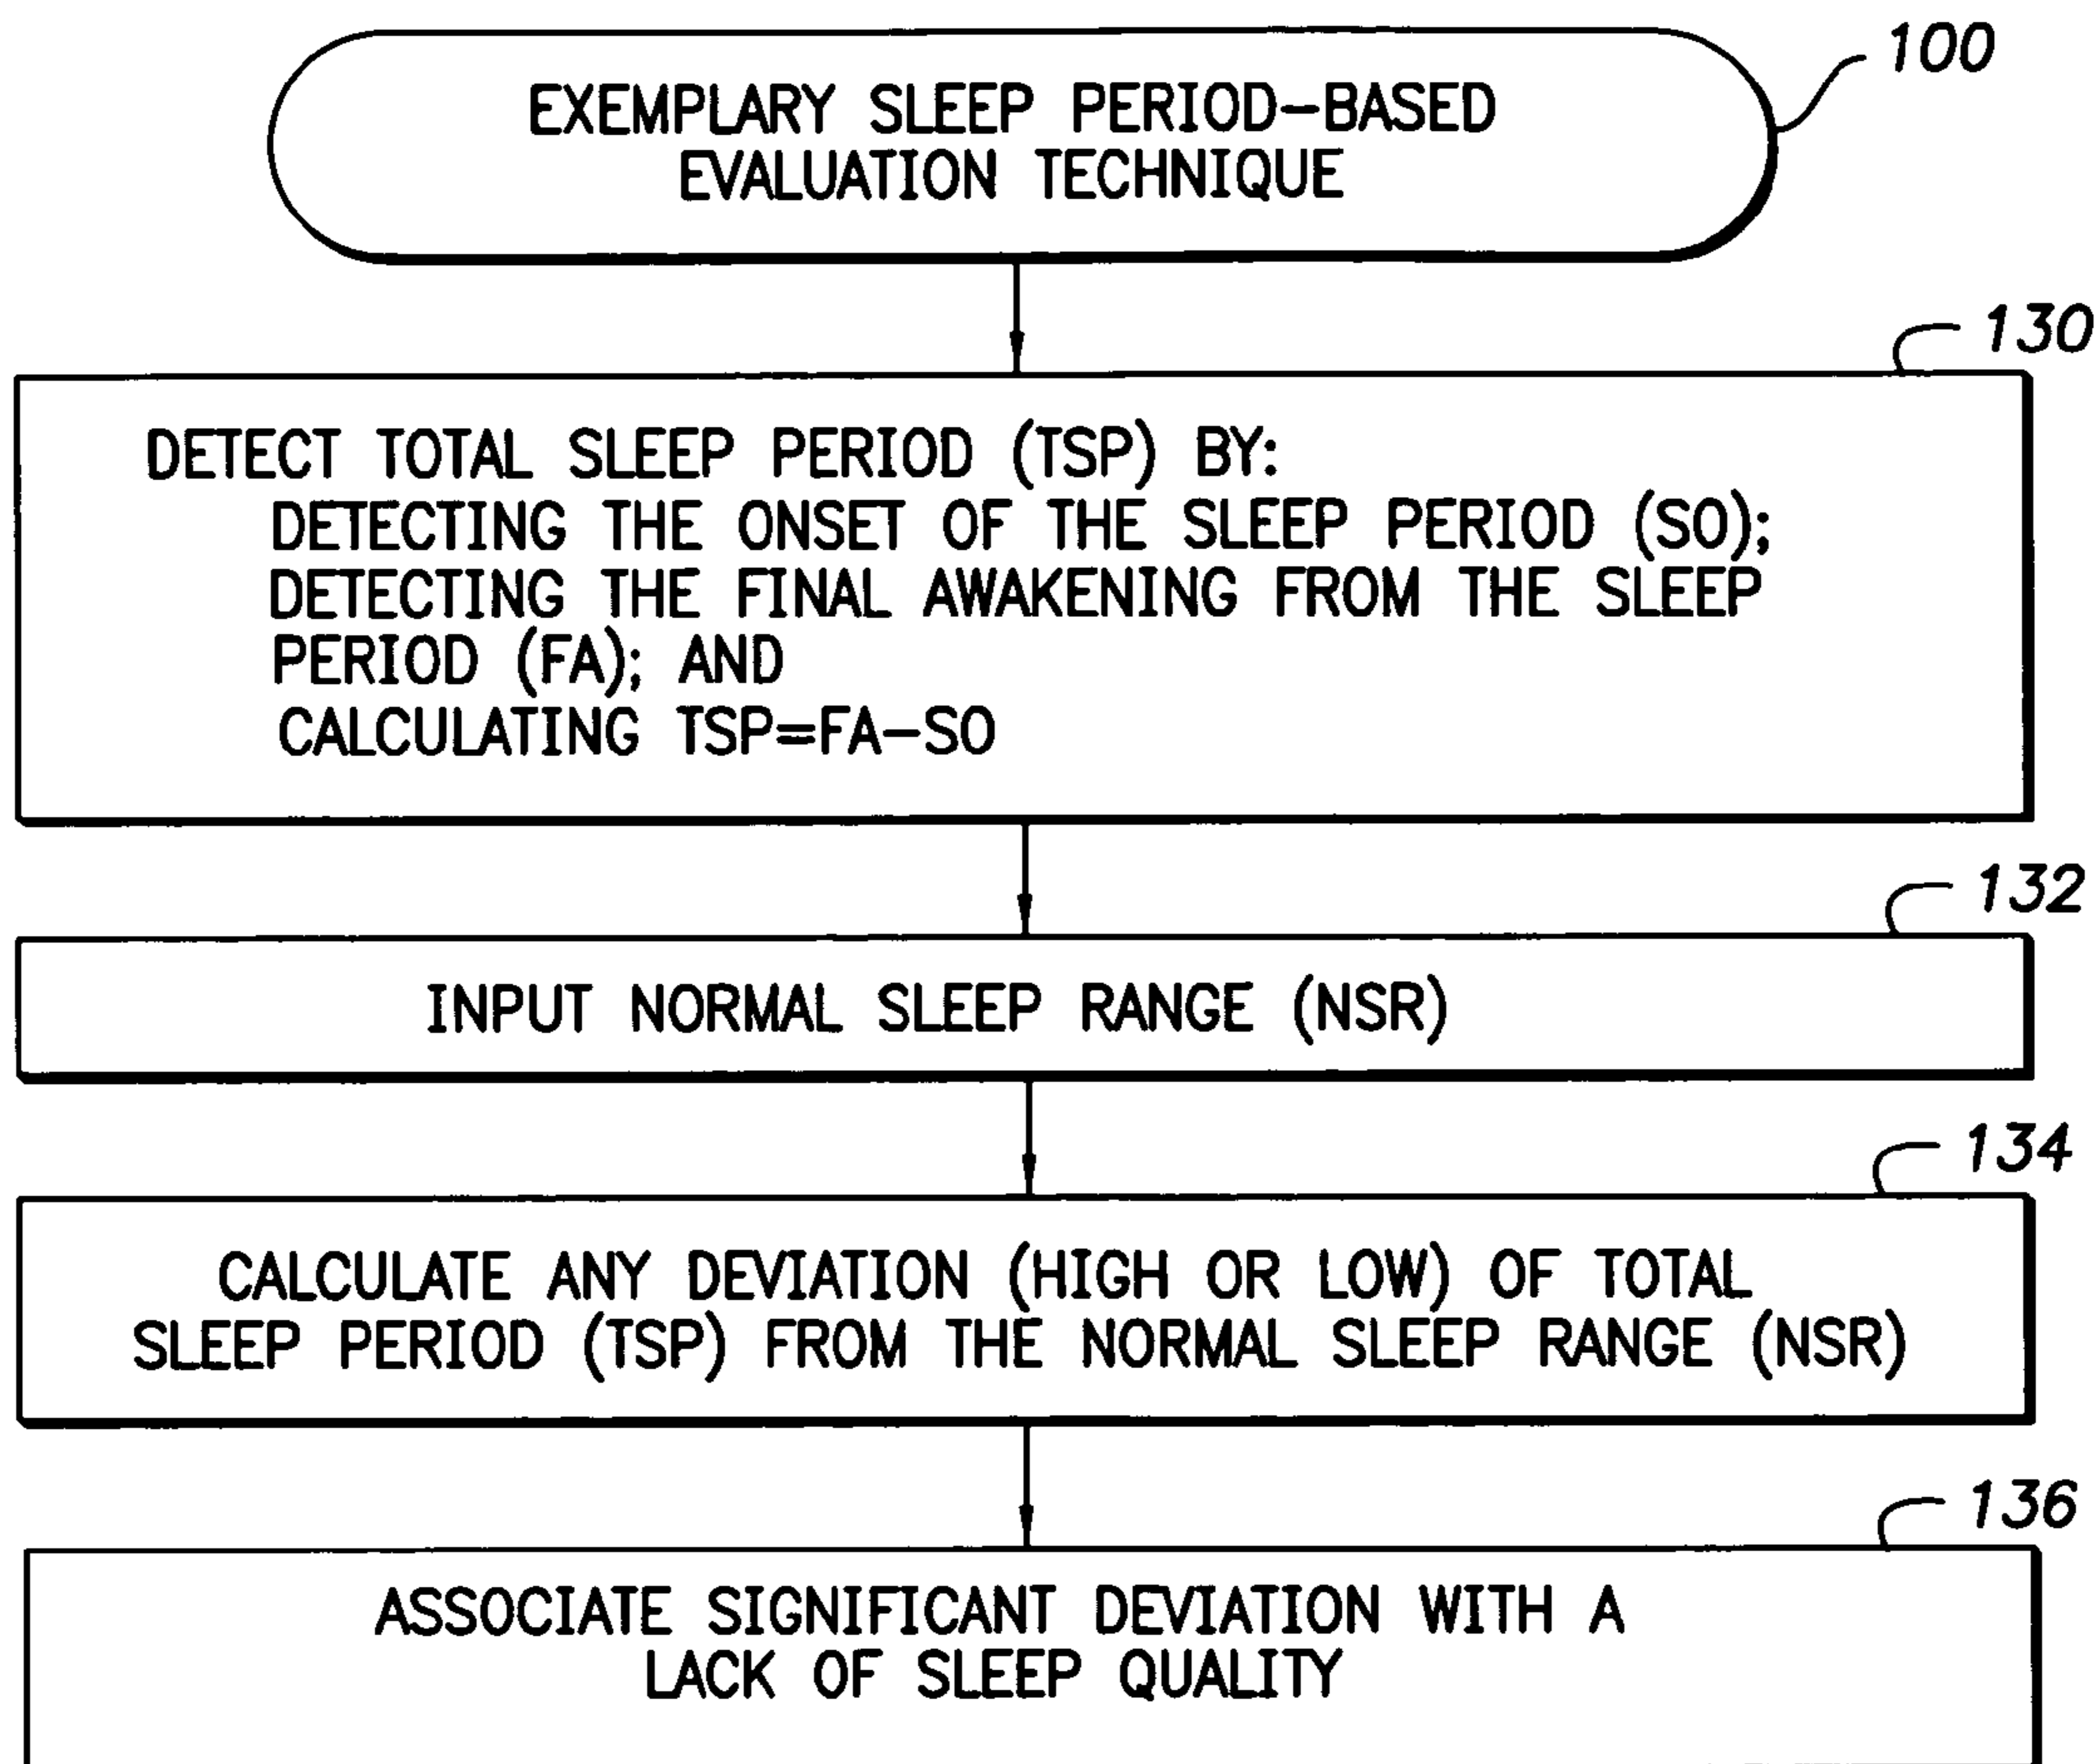 100
EXEMPLARY SLEEP PERIOD-BASED
EVALUATION TECHNIQUE
130
DETECT TOTAL SLEEP PERIOD (TSP) BY:
DETECTING THE ONSET OF THE SLEEP PERIOD (SO);
DETECTING THE FINAL AWAKENING FROM THE SLEEP
PERIOD (FA); AND
CALCULATING TSP=FA-SO
132
INPUT NORMAL SLEEP RANGE (NSR)
134
CALCULATE ANY DEVIATION (HIGH OR LOW) OF TOTAL
SLEEP PERIOD (TSP) FROM THE NORMAL SLEEP RANGE (NSR)
136
ASSOCIATE SIGNIFICANT DEVIATION WITH A
LACK OF SLEEP QUALITY